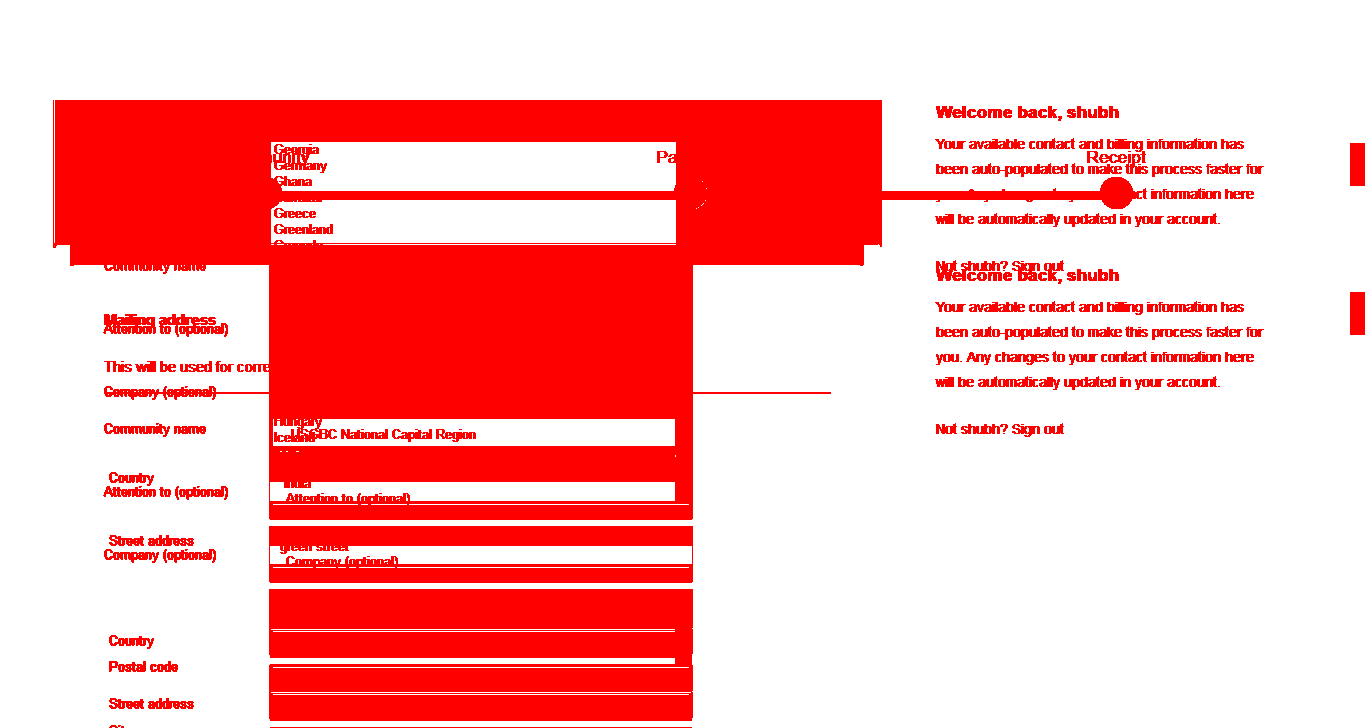 Welcome back, shubh
Georgia
Your available contact and billing information has
unity
Pa
Receipt
Germany
been auto-populated to make this process faster for
Ghana
ct information here
Greece
will be automatically updated in your account.
Greenland
Community name
Not shubh? Sign out
Welcome back, shubh
Your available contact and billing information has
Mailing address
Attention to (optional)
been auto-populated to make this process faster for
you. Any changes to your contact information here
This will be used for corre
will be automatically updated in your account.
Company (optional)
Hungary
Community name
Iceland
USGBC National Capital Region
Not shubh? Sign out
Country
India
Attention to (optional)
Attention to (optional)
Street address
green street
Company (optional)
Company (optional)
Country
Postal code
Street address